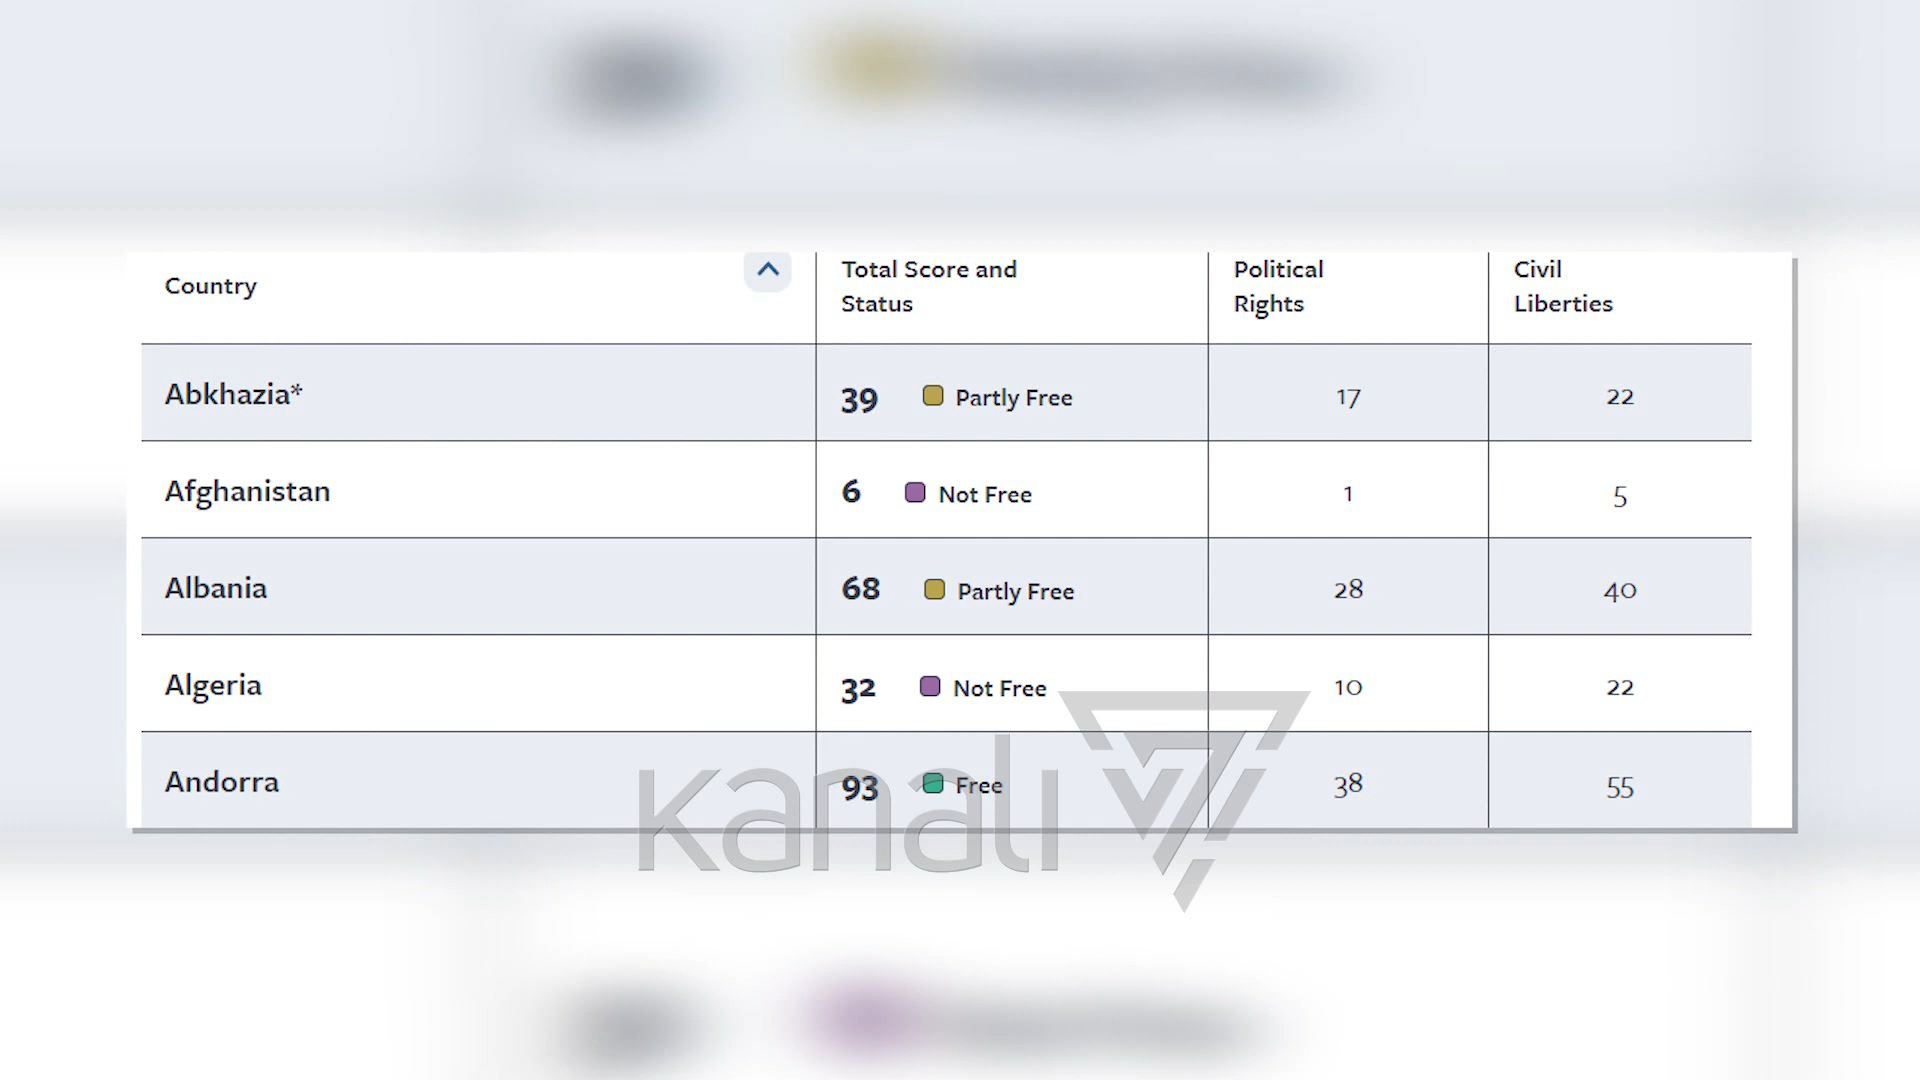 Country
Total Score and
Status
Political
Rights
Civil
Liberties
Abkhazia* 39 Partly Free 17 22
Afghanistan 6 Not Free 1 5
Albania 68 Partly Free 28 40
Algeria 32 Not Free 10 22
Andorra 93 Free 38 55
kanali 7